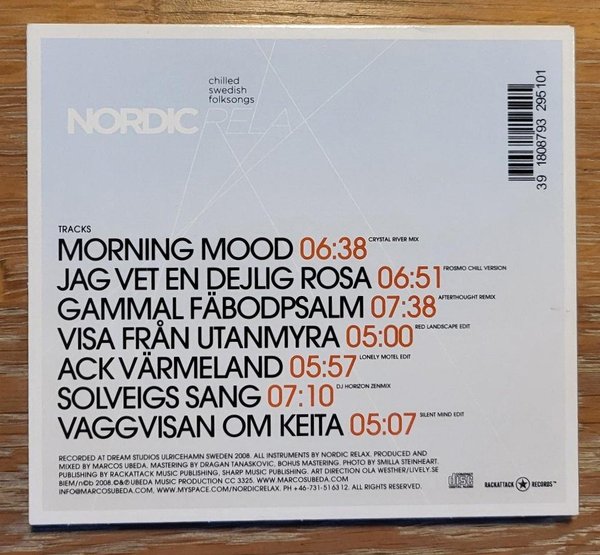 chilled
swedish
folksongs
NORDICRELAX
39 1808793 295101
TRACKS
MORNING MOOD 06:38 CRYSTAL RIVER MIX
JAG VET EN DEJLIG ROSA 06:51 FROSMO CHILL VERSION
GAMMAL FÄBODPSALM 07:38 AFTERTHOUGHT REMIX
VISA FRÅN UTANMYRA 05:00 RED LANDSCAPE EDIT
ACK VÄRMELAND 05:57 LONELY MOTEL EDIT
SOLVEIGS SANG 07:10 DJ HORIZON ZENMIX
VAGGVISAN OM KEITA 05:07 SILENT MIND EDIT
RECORDED AT DREAM STUDIOS ULRICEHAMN SWEDEN 2008. ALL INSTRUMENTS BY NORDIC RELAX. PRODUCED AND
MIXED BY MARCOS UBEDA. MASTERING BY DRAGAN TANASKOVIC, BOHUS MASTERING. PHOTO BY SMILLA STEINHEART.
PUBLISHING BY RACKATTACK MUSIC PUBLISHING, SHARP MUSIC PUBLISHING. ART DIRECTION OLA WESTHER/LIVELY.SE
BIEM/n©b 2008.©&℗ UBEDA MUSIC PRODUCTION CC 3325. WWW.MARCOSUBEDA.COM
INFO@MARCOSUBEDA.COM, WWW.MYSPACE.COM/NORDICRELAX. PH +46-731-516312. ALL RIGHTS RESERVED.
COMPACT disc DIGITAL AUDIO
RACKATTACK RECORDS™